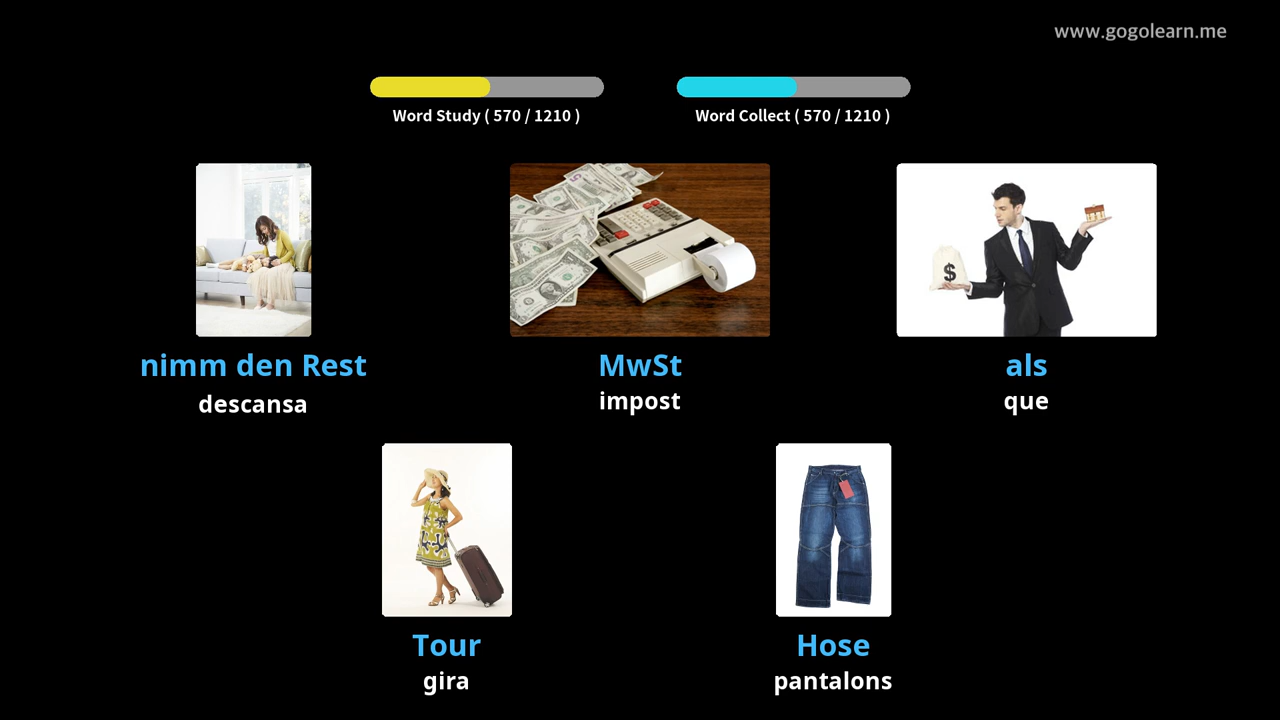 www.gogolearn.me
Word Study ( 570 / 1210 )
Word Collect ( 570 / 1210 )
nimm den Rest
descansa
MwSt
impost
als
que
Tour
gira
Hose
pantalons